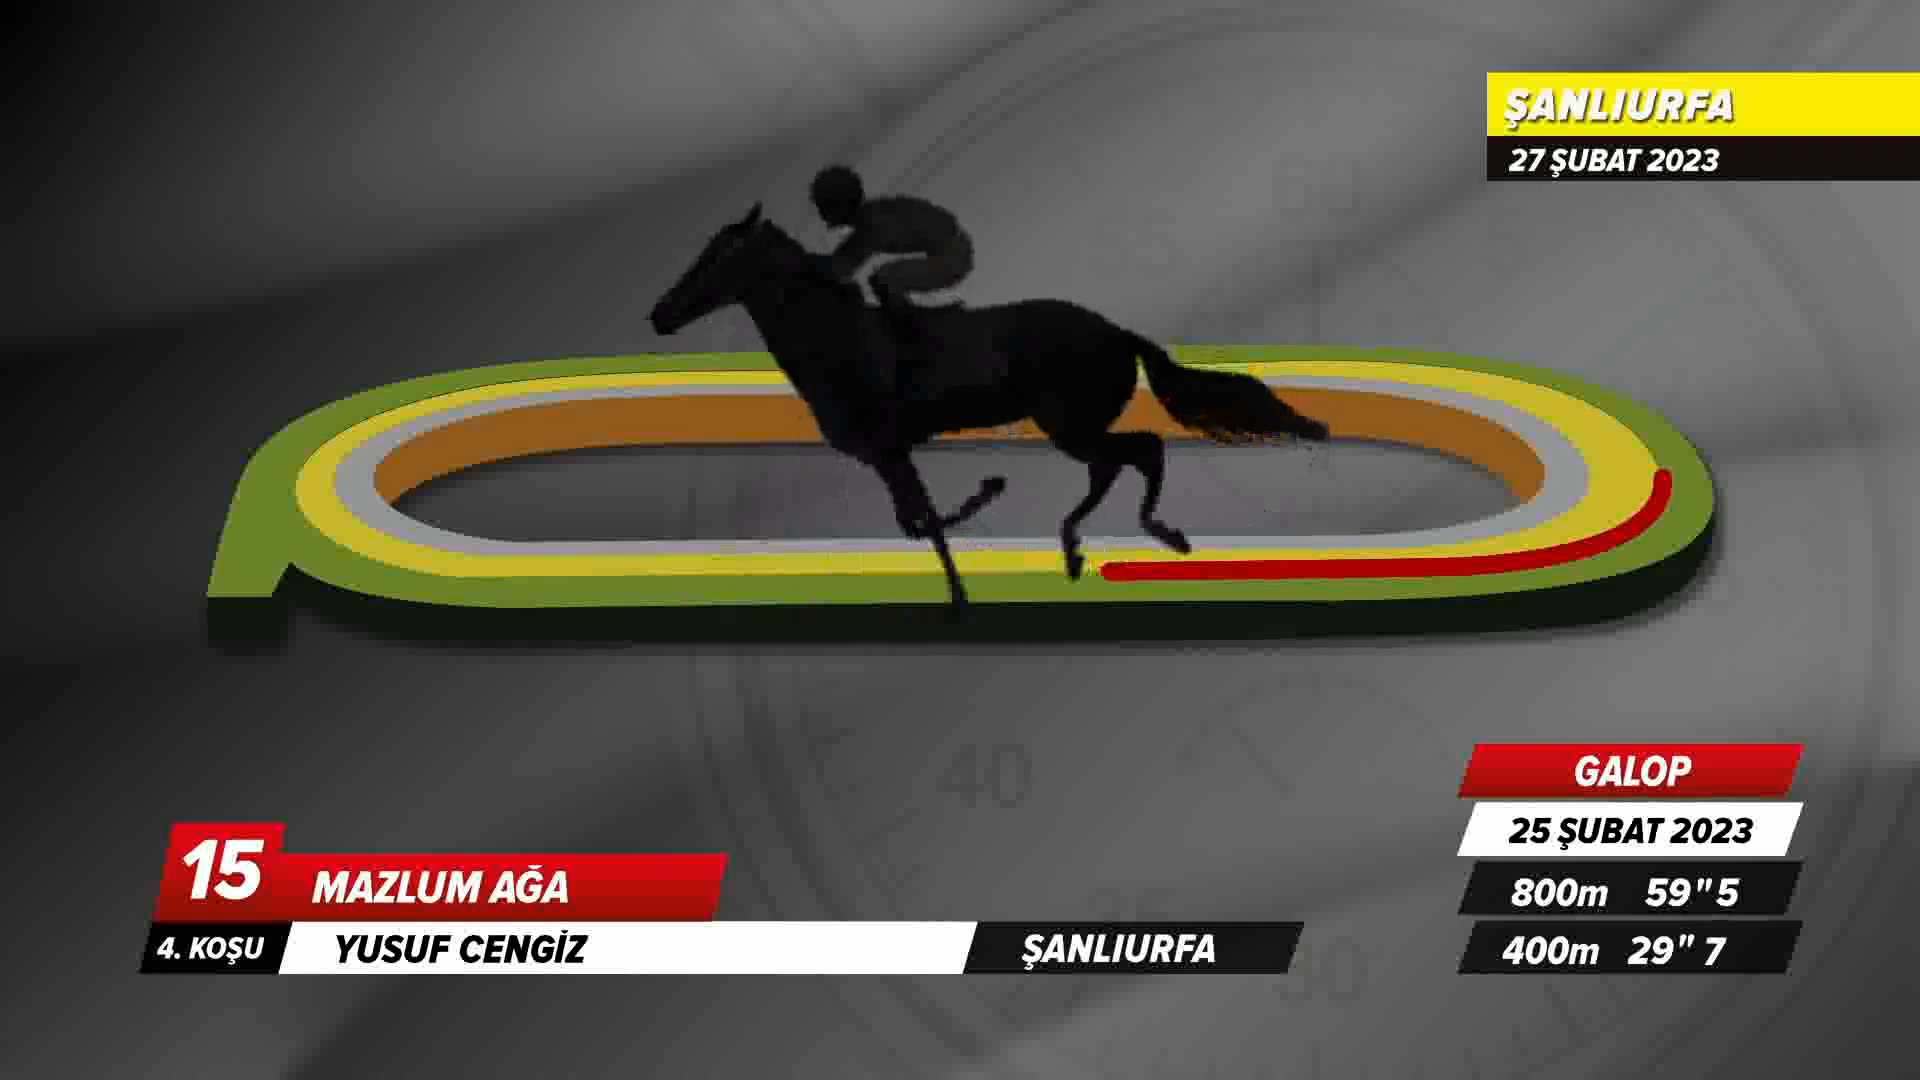 ŞANLIURFA
27 ŞUBAT 2023
40
GALOP
25 ŞUBAT 2023
800m 59"5
400m 29" 7
15
MAZLUM AĞA
4. KOŞU
YUSUF CENGİZ
ŞANLIURFA